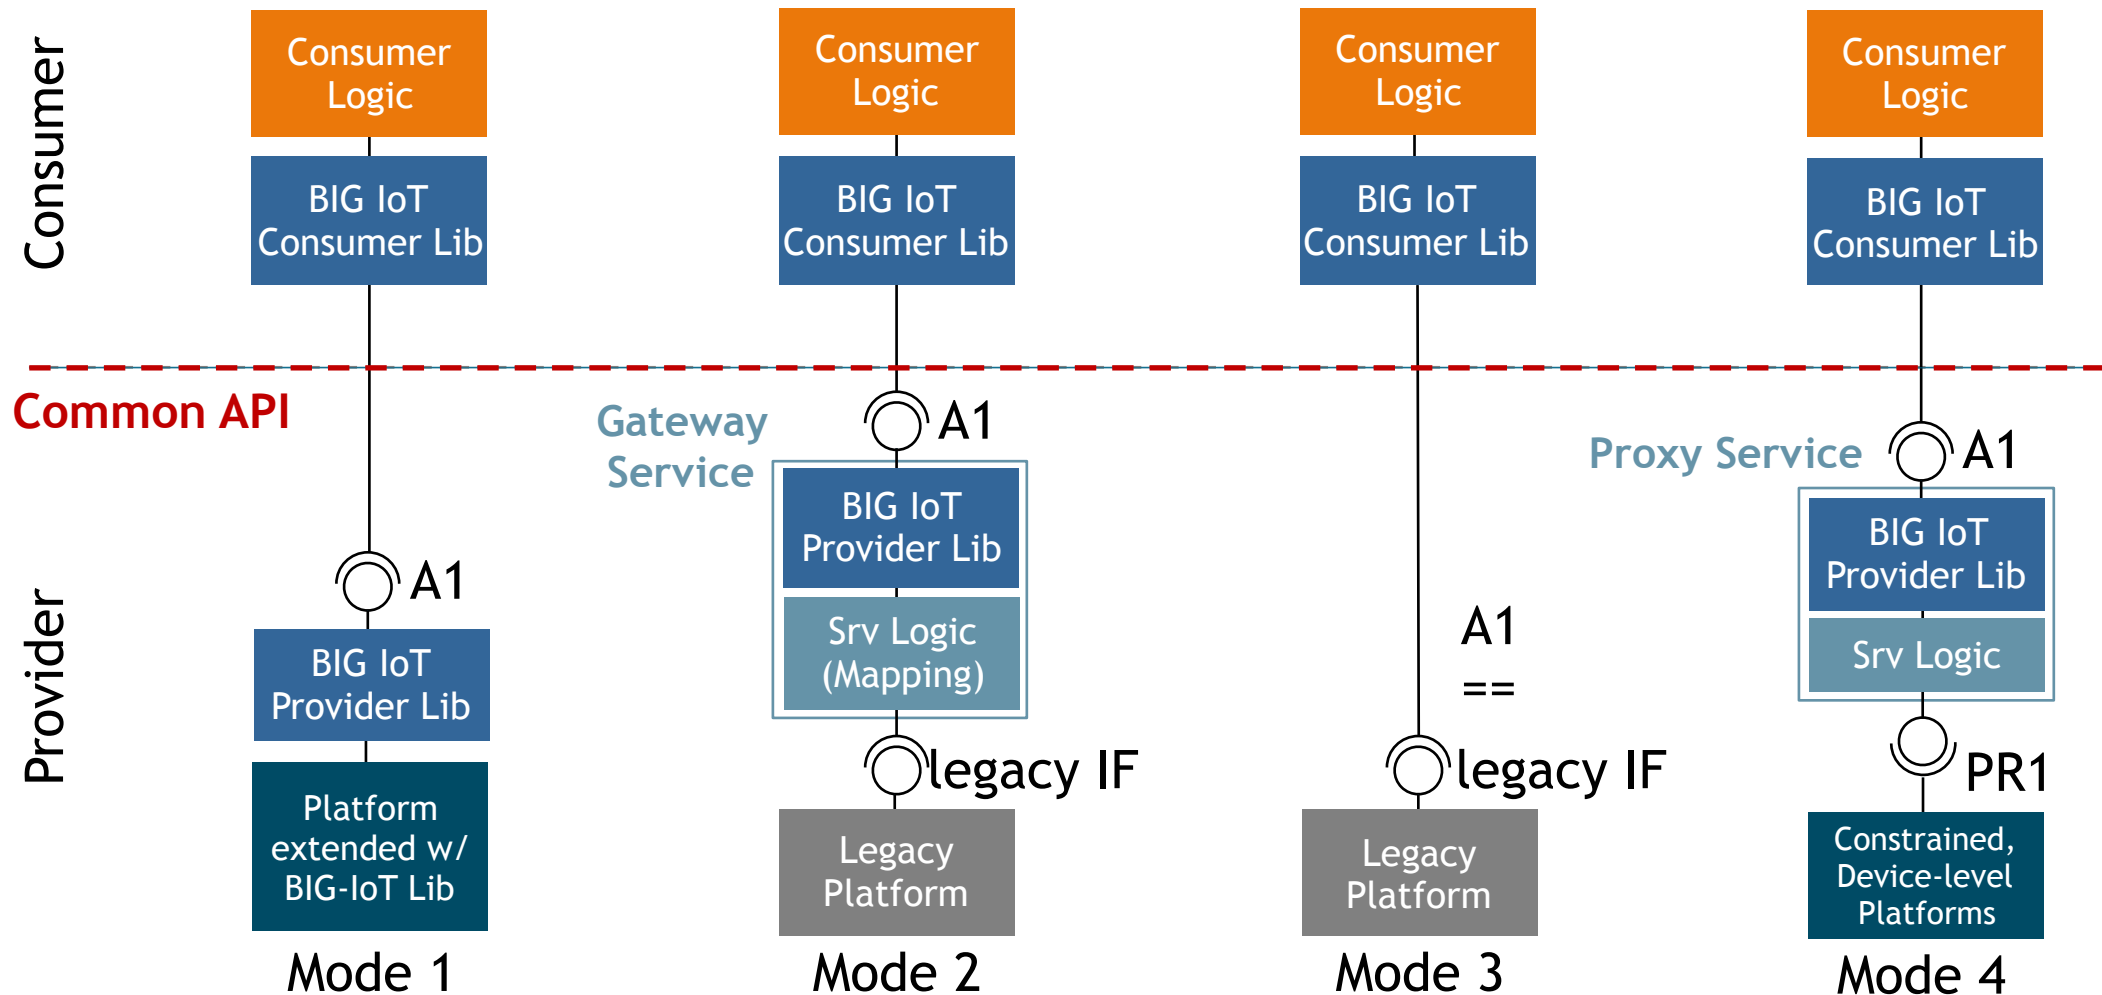 Consumer
Provider
Common API
Consumer
Logic
BIG IoT
Consumer Lib
A1
BIG IoT
Provider Lib
Platform
extended w/
BIG-IoT Lib
Mode 1
Consumer
Logic
BIG IoT
Consumer Lib
Gateway
Service
A1
BIG IoT
Provider Lib
Srv Logic
(Mapping)
legacy IF
Legacy
Platform
Mode 2
Consumer
Logic
BIG IoT
Consumer Lib
A1
==
legacy IF
Legacy
Platform
Mode 3
Consumer
Logic
BIG IoT
Consumer Lib
Proxy Service
A1
BIG IoT
Provider Lib
Srv Logic
PR1
Constrained,
Device-level
Platforms
Mode 4